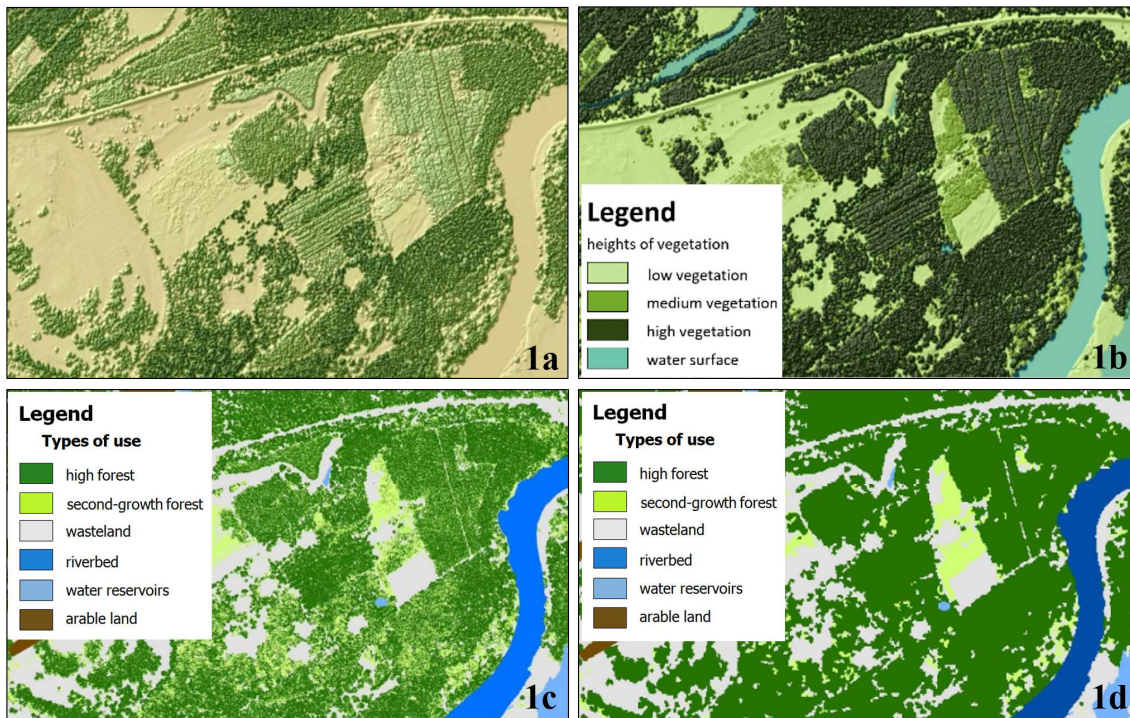 1a
Legend
heights of vegetation
low vegetation
medium vegetation
high vegetation
water surface
1b
Legend
Types of use
high forest
second-growth forest
wasteland
riverbed
water reservoirs
arable land
1c
Legend
Types of use
high forest
second-growth forest
wasteland
riverbed
water reservoirs
arable land
1d